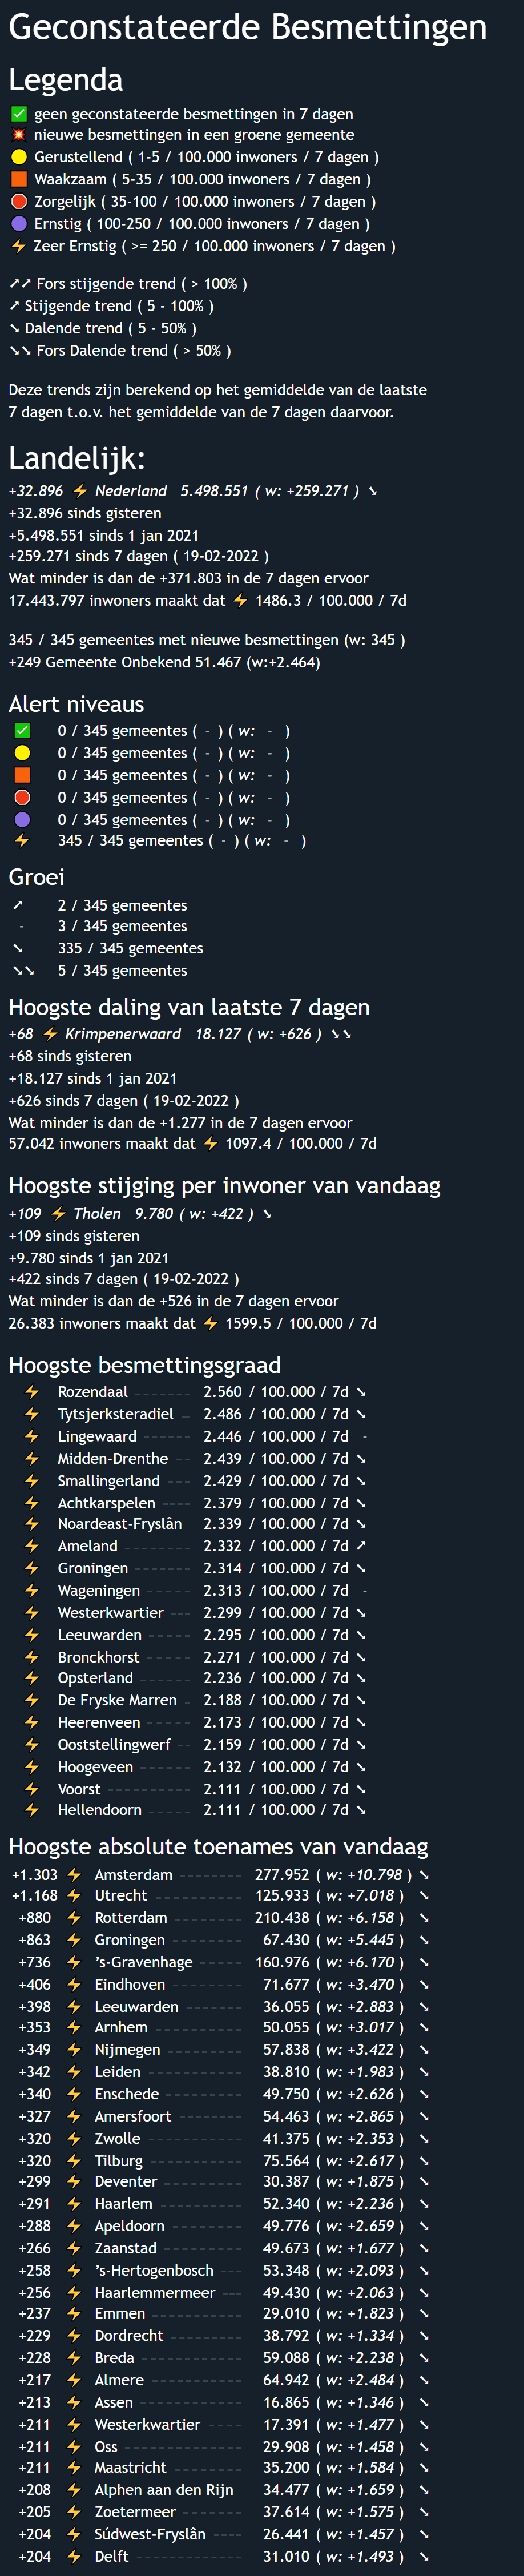 Geconstateerde Besmettingen
Legenda
✅ geen geconstateerde besmettingen in 7 dagen
💥 nieuwe besmettingen in een groene gemeente
🟡 Gerustellend ( 1-5 / 100.000 inwoners / 7 dagen )
🟧 Waakzaam ( 5-35 / 100.000 inwoners / 7 dagen )
🛑 Zorgelijk ( 35-100 / 100.000 inwoners / 7 dagen )
🟣 Ernstig ( 100-250 / 100.000 inwoners / 7 dagen )
⚡ Zeer Ernstig ( >= 250 / 100.000 inwoners / 7 dagen )
➚➚ Fors stijgende trend ( > 100% )
➚ Stijgende trend ( 5 - 100% )
➘ Dalende trend ( 5 - 50% )
➘➘ Fors Dalende trend ( > 50% )
Deze trends zijn berekend op het gemiddelde van de laatste
7 dagen t.o.v. het gemiddelde van de 7 dagen daarvoor.
Landelijk:
+32.896 ⚡ Nederland 5.498.551 ( w: +259.271 ) ➘
+32.896 sinds gisteren
+5.498.551 sinds 1 jan 2021
+259.271 sinds 7 dagen ( 19-02-2022 )
Wat minder is dan de +371.803 in de 7 dagen ervoor
17.443.797 inwoners maakt dat ⚡ 1486.3 / 100.000 / 7d
345 / 345 gemeentes met nieuwe besmettingen (w: 345 )
+249 Gemeente Onbekend 51.467 (w:+2.464)
Alert niveaus
✅ 0 / 345 gemeentes ( - ) ( w: - )
🟡 0 / 345 gemeentes ( - ) ( w: - )
🟧 0 / 345 gemeentes ( - ) ( w: - )
🛑 0 / 345 gemeentes ( - ) ( w: - )
🟣 0 / 345 gemeentes ( - ) ( w: - )
⚡ 345 / 345 gemeentes ( - ) ( w: - )
Groei
➚ 2 / 345 gemeentes
- 3 / 345 gemeentes
➘ 335 / 345 gemeentes
➘➘ 5 / 345 gemeentes
Hoogste daling van laatste 7 dagen
+68 ⚡ Krimpenerwaard 18.127 ( w: +626 ) ➘➘
+68 sinds gisteren
+18.127 sinds 1 jan 2021
+626 sinds 7 dagen ( 19-02-2022 )
Wat minder is dan de +1.277 in de 7 dagen ervoor
57.042 inwoners maakt dat ⚡ 1097.4 / 100.000 / 7d
Hoogste stijging per inwoner van vandaag
+109 ⚡ Tholen 9.780 ( w: +422 ) ➘
+109 sinds gisteren
+9.780 sinds 1 jan 2021
+422 sinds 7 dagen ( 19-02-2022 )
Wat minder is dan de +526 in de 7 dagen ervoor
26.383 inwoners maakt dat ⚡ 1599.5 / 100.000 / 7d
Hoogste besmettingsgraad
⚡ Rozendaal ------- 2.560 / 100.000 / 7d ➘
⚡ Tytsjerksteradiel -- 2.486 / 100.000 / 7d ➘
⚡ Lingewaard ------ 2.446 / 100.000 / 7d -
⚡ Midden-Drenthe -- 2.439 / 100.000 / 7d ➘
⚡ Smallingerland --- 2.429 / 100.000 / 7d ➘
⚡ Achtkarspelen ---- 2.379 / 100.000 / 7d ➘
⚡ Noardeast-Fryslân 2.339 / 100.000 / 7d ➘
⚡ Ameland -------- 2.332 / 100.000 / 7d ➚
⚡ Groningen ------- 2.314 / 100.000 / 7d ➘
⚡ Wageningen ------ 2.313 / 100.000 / 7d -
⚡ Westerkwartier --- 2.299 / 100.000 / 7d ➘
⚡ Leeuwarden ------ 2.295 / 100.000 / 7d ➘
⚡ Bronckhorst ------ 2.271 / 100.000 / 7d ➘
⚡ Opsterland ------ 2.236 / 100.000 / 7d ➘
⚡ De Fryske Marren - 2.188 / 100.000 / 7d ➘
⚡ Heerenveen ------ 2.173 / 100.000 / 7d ➘
⚡ Ooststellingwerf -- 2.159 / 100.000 / 7d ➘
⚡ Hoogeveen ------- 2.132 / 100.000 / 7d ➘
⚡ Voorst ---------- 2.111 / 100.000 / 7d ➘
⚡ Hellendoorn ----- 2.111 / 100.000 / 7d ➘
Hoogste absolute toenames van vandaag
+1.303 ⚡ Amsterdam -------- 277.952 ( w: +10.798 ) ➘
+1.168 ⚡ Utrecht ----------- 125.933 ( w: +7.018 ) ➘
+880 ⚡ Rotterdam --------- 210.438 ( w: +6.158 ) ➘
+863 ⚡ Groningen --------- 67.430 ( w: +5.445 ) ➘
+736 ⚡ ’s-Gravenhage ------ 160.976 ( w: +6.170 ) ➘
+406 ⚡ Eindhoven --------- 71.677 ( w: +3.470 ) ➘
+398 ⚡ Leeuwarden -------- 36.055 ( w: +2.883 ) ➘
+353 ⚡ Arnhem ----------- 50.055 ( w: +3.017 ) ➘
+349 ⚡ Nijmegen ---------- 57.838 ( w: +3.422 ) ➘
+342 ⚡ Leiden ------------ 38.810 ( w: +1.983 ) ➘
+340 ⚡ Enschede ---------- 49.750 ( w: +2.626 ) ➘
+327 ⚡ Amersfoort --------- 54.463 ( w: +2.865 ) ➘
+320 ⚡ Zwolle ------------ 41.375 ( w: +2.353 ) ➘
+320 ⚡ Tilburg ------------ 75.564 ( w: +2.617 ) ➘
+299 ⚡ Deventer ---------- 30.387 ( w: +1.875 ) ➘
+291 ⚡ Haarlem ----------- 52.340 ( w: +2.236 ) ➘
+288 ⚡ Apeldoorn --------- 49.776 ( w: +2.659 ) ➘
+266 ⚡ Zaanstad ---------- 49.673 ( w: +1.677 ) ➘
+258 ⚡ ’s-Hertogenbosch --- 53.348 ( w: +2.093 ) ➘
+256 ⚡ Haarlemmermeer --- 49.430 ( w: +2.063 ) ➘
+237 ⚡ Emmen ------------ 29.010 ( w: +1.823 ) ➘
+229 ⚡ Dordrecht --------- 38.792 ( w: +1.334 ) ➘
+228 ⚡ Breda ------------- 59.088 ( w: +2.238 ) ➘
+217 ⚡ Almere ------------ 64.942 ( w: +2.484 ) ➘
+213 ⚡ Assen ------------- 16.865 ( w: +1.346 ) ➘
+211 ⚡ Westerkwartier ----- 17.391 ( w: +1.477 ) ➘
+211 ⚡ Oss --------------- 29.908 ( w: +1.458 ) ➘
+211 ⚡ Maastricht --------- 35.200 ( w: +1.584 ) ➘
+208 ⚡ Alphen aan den Rijn 34.477 ( w: +1.659 ) ➘
+205 ⚡ Zoetermeer -------- 37.614 ( w: +1.575 ) ➘
+204 ⚡ Súdwest-Fryslân ---- 26.441 ( w: +1.457 ) ➘
+204 ⚡ Delft -------------- 31.010 ( w: +1.493 ) ➘